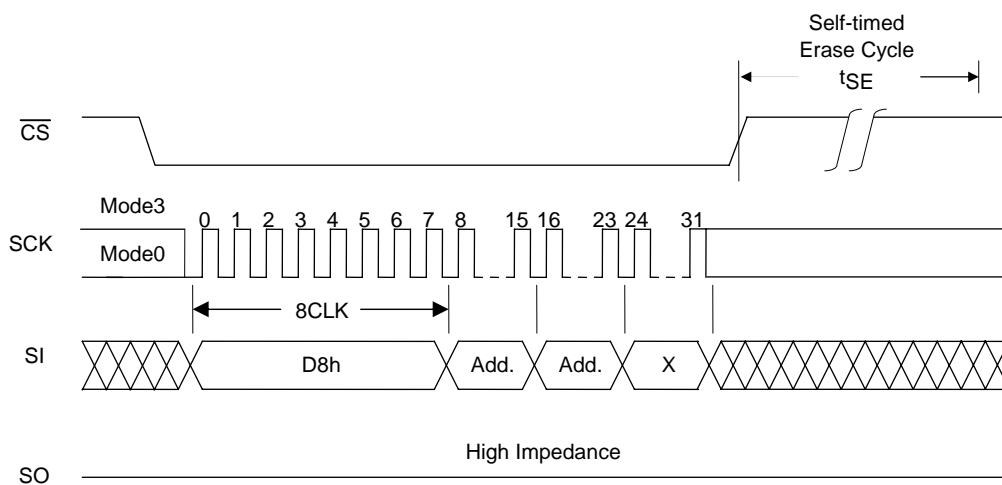 Self-timed
Erase Cycle
tSE
CS
Mode3
0 1 2 3 4 5 6 7 8 15 16 23 24 31
SCK
Mode0
8CLK
SI
D8h Add. Add. X
High Impedance
SO